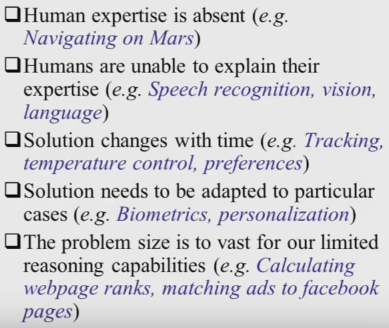 ❑Human expertise is absent (e.g.
Navigating on Mars)
❑Humans are unable to explain their
expertise (e.g. Speech recognition, vision,
language)
❑Solution changes with time (e.g. Tracking,
temperature control, preferences)
❑Solution needs to be adapted to particular
cases (e.g. Biometrics, personalization)
❑The problem size is to vast for our limited
reasoning capabilities (e.g. Calculating
webpage ranks, matching ads to facebook
pages)